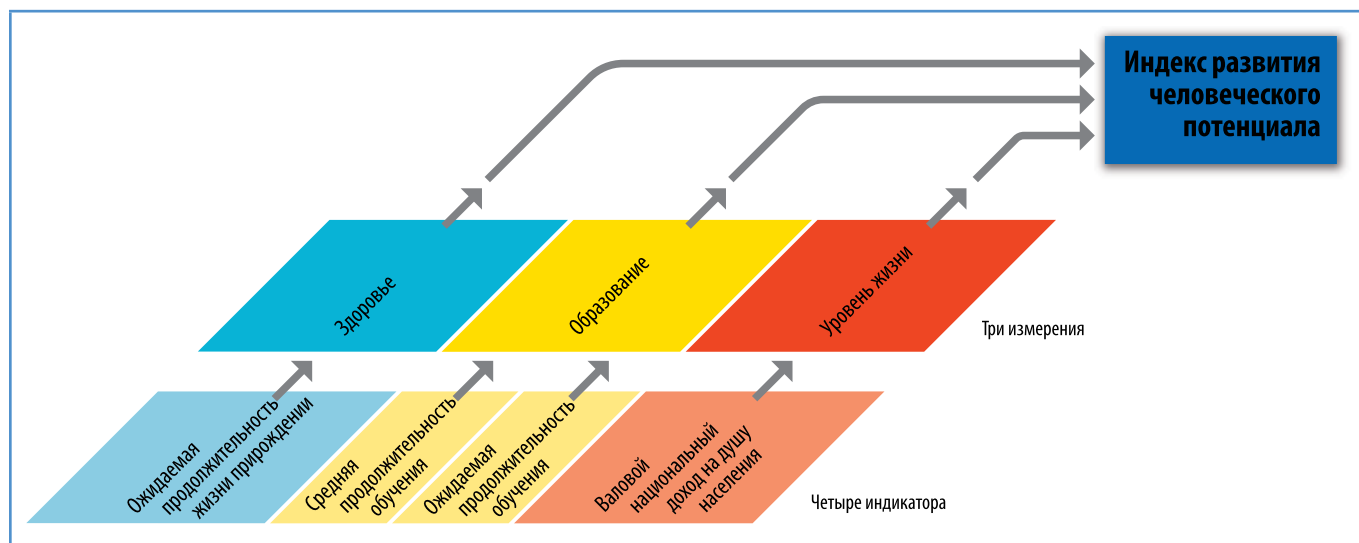 Индекс развития
человеческого
потенциала
Здоровье
Образование
Уровень жизни
Три измерения
Ожидаемая
продолжительность
жизни прирождении
Средняя
продолжительность
обучения
Ожидаемая
продолжительность
обучения
Валовой
национальный
доход на душу
населения
Четыре индикатора